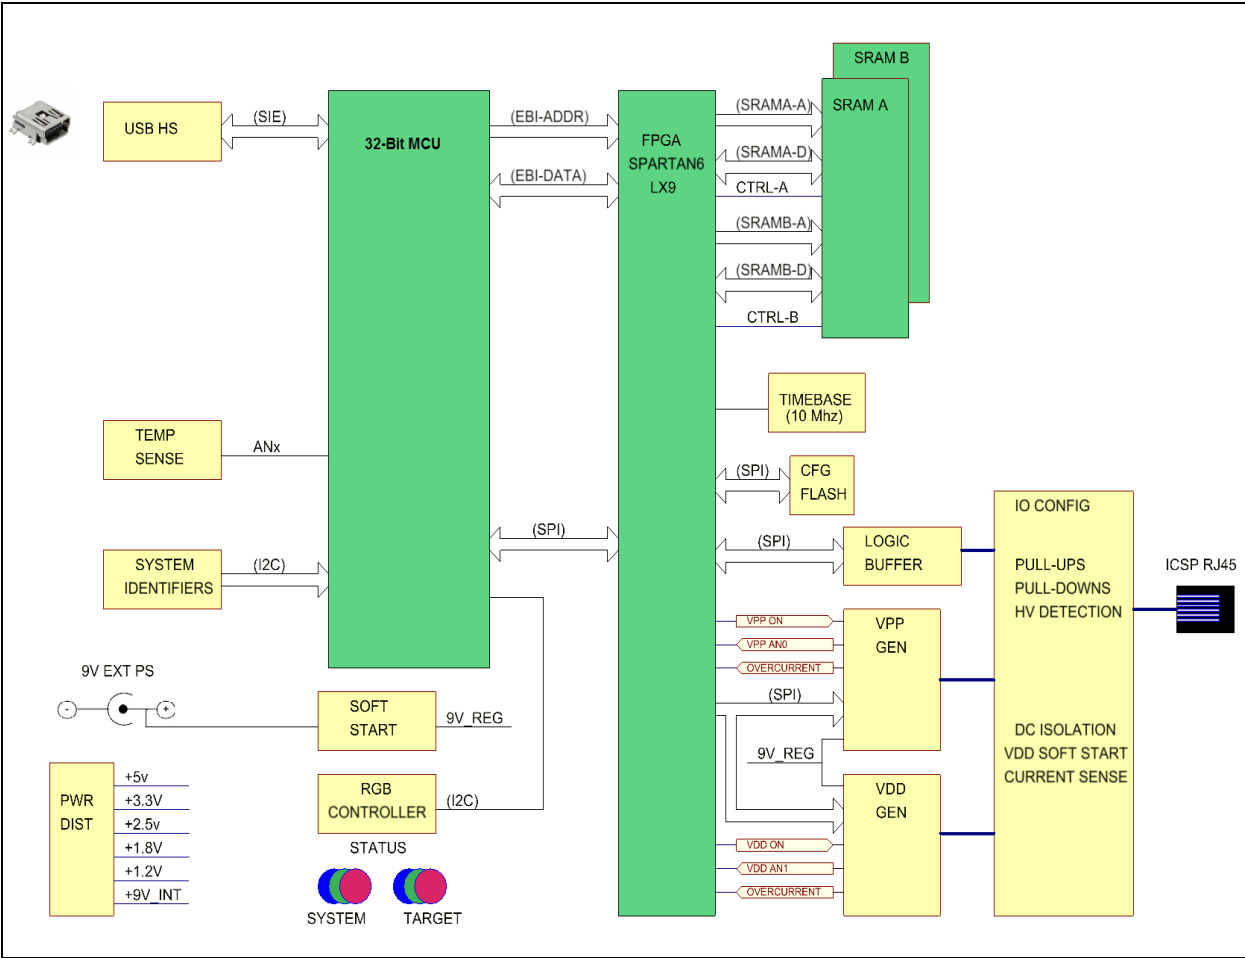 SRAM B
SRAM A
USB HS
(SIE)
32-Bit MCU
(EBI-ADDR)
(EBI-DATA)
FPGA
SPARTAN6
LX9
(SRAMA-A)
(SRAMA-D)
CTRL-A
(SRAMB-A)
(SRAMB-D)
CTRL-B
TIMEBASE
(10 Mhz)
TEMP
SENSE
ANx
(SPI)
CFG
FLASH
(SPI)
SYSTEM
IDENTIFIERS
(I2C)
(SPI)
LOGIC
BUFFER
IO CONFIG
PULL-UPS
PULL-DOWNS
HV DETECTION
DC ISOLATION
VDD SOFT START
CURRENT SENSE
ICSP RJ45
VPP ON
VPP AN0
OVERCURRENT
(SPI)
VPP
GEN
9V EXT PS
-
+
SOFT
START
9V_REG
9V_REG
VDD
GEN
VDD ON
VDD AN1
OVERCURRENT
PWR
DIST
+5v
+3.3V
+2.5v
+1.8V
+1.2V
+9V_INT
RGB
CONTROLLER
(I2C)
STATUS
SYSTEM
TARGET